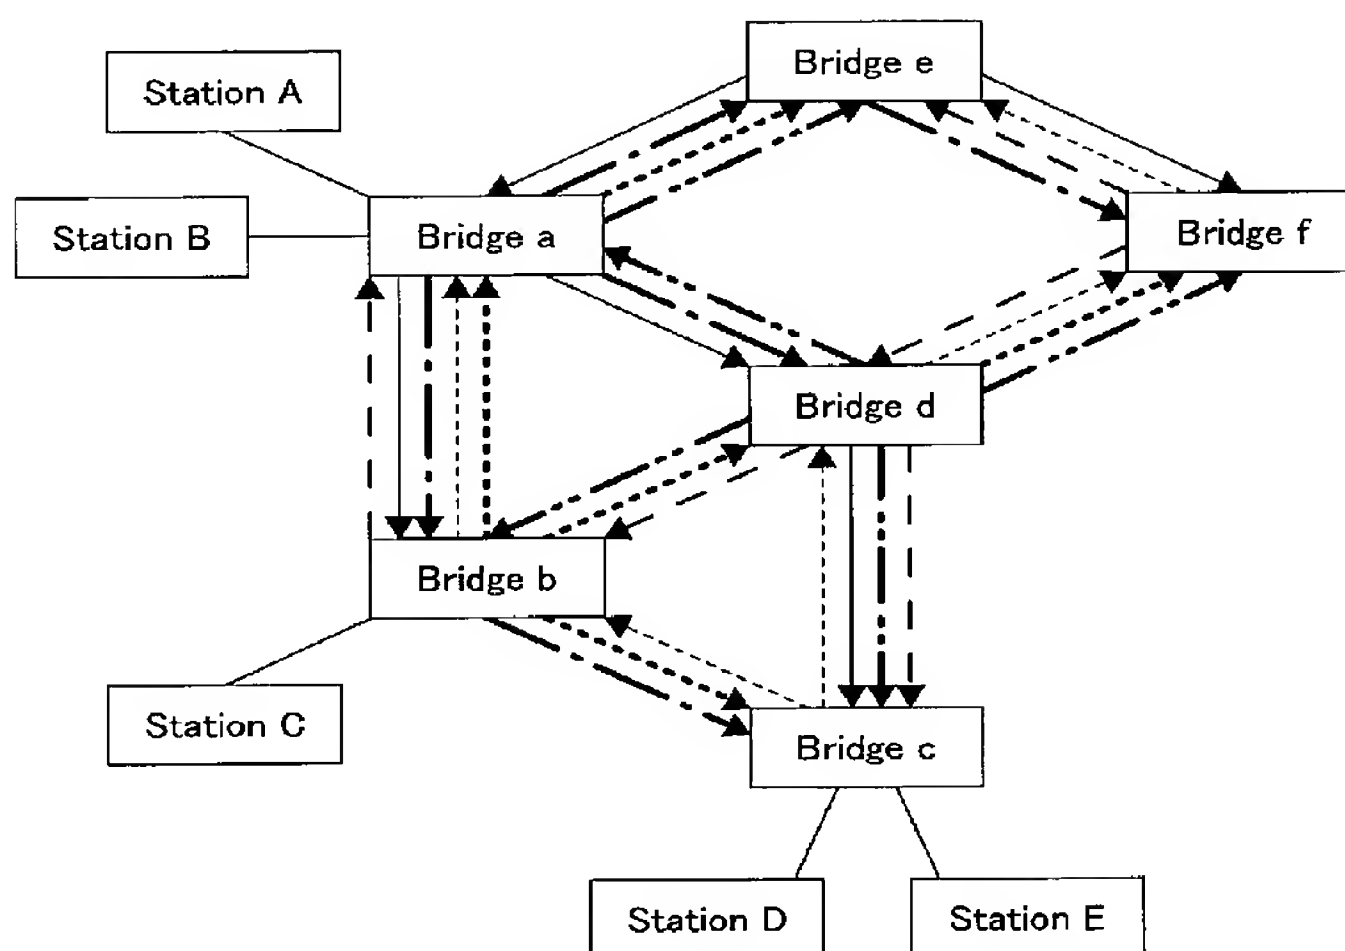 Bridge e
Station A
Station B
Bridge a
Bridge f
Bridge d
Bridge b
Station C
Bridge c
Station D
Station E